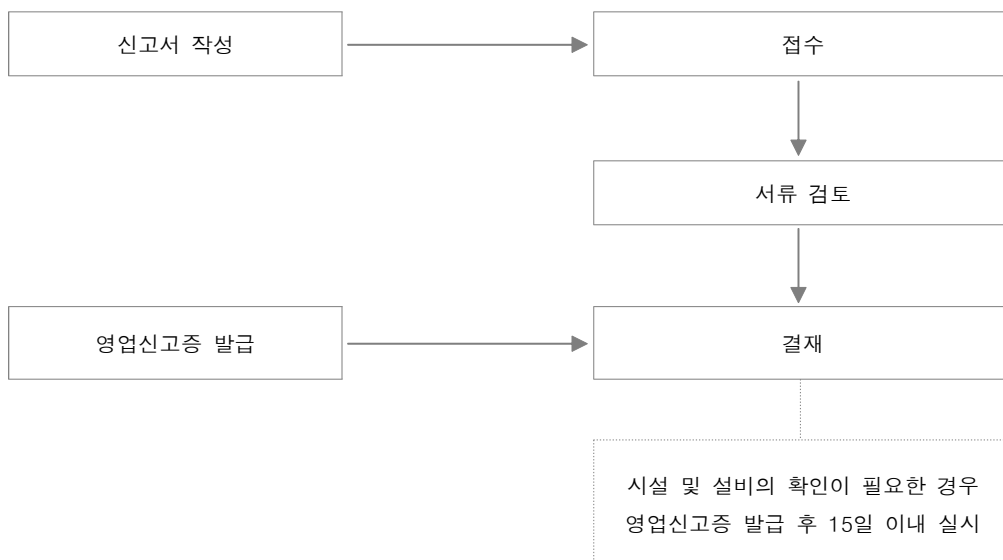 신고서 작성
접수
서류 검토
영업신고증 발급
결재
시설 및 설비의 확인이 필요한 경우
영업신고증 발급 후 15일 이내 실시